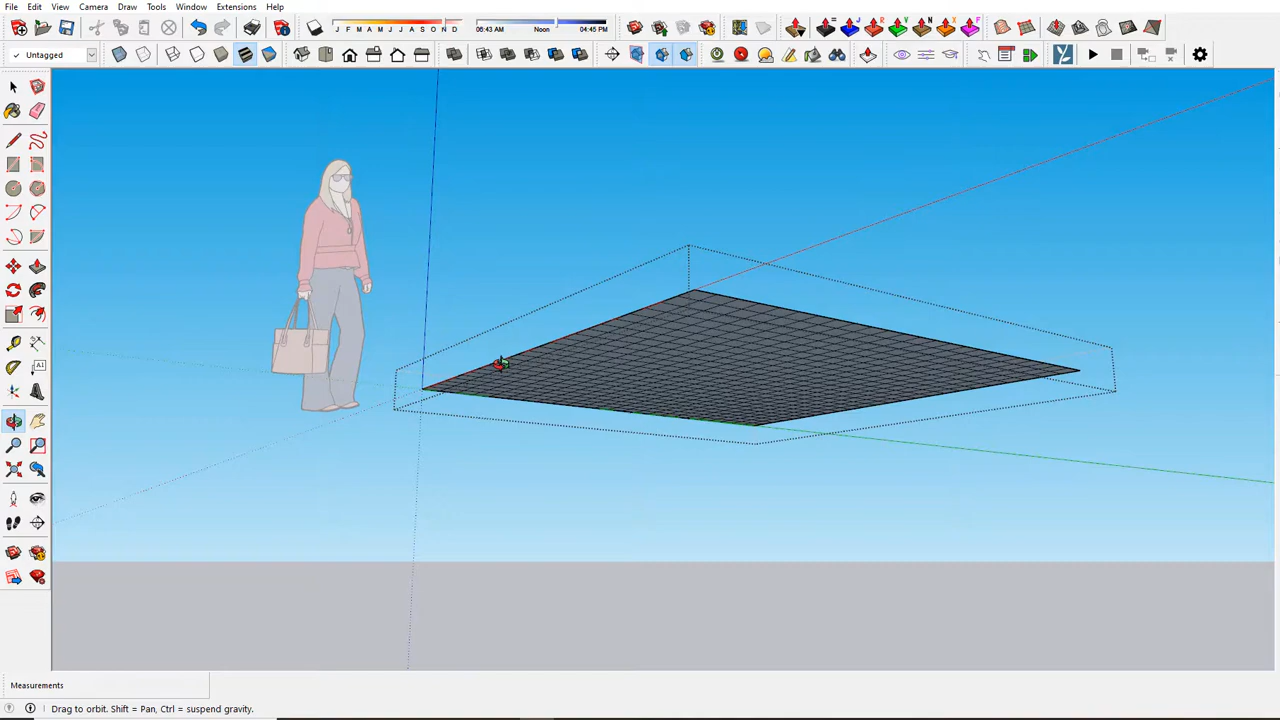 File Edit View Camera Draw Tools Window Extensions Help
J F M A M J J A S O N D 06:43 AM Noon 04:45 PM
✓ Untagged
Measurements
Drag to orbit. Shift = Pan, Ctrl = suspend gravity.